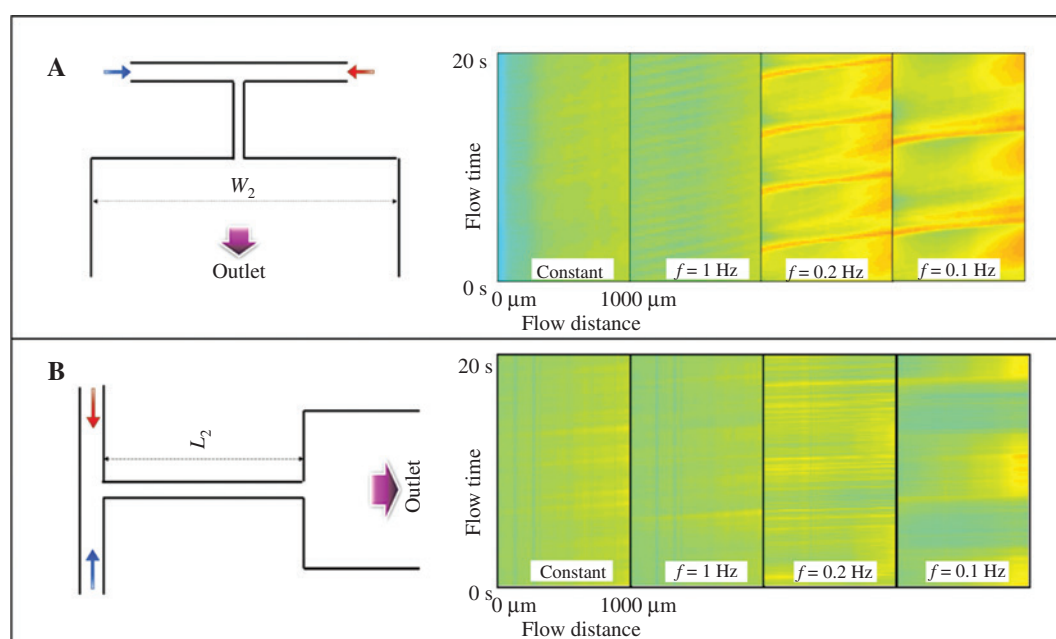 A
W₂
Outlet
20 s
Flow time
0 s
Constant
f = 1 Hz
f = 0.2 Hz
f = 0.1 Hz
0 μm
1000 μm
Flow distance
B
L₂
Outlet
20 s
Flow time
0 s
Constant
f = 1 Hz
f = 0.2 Hz
f = 0.1 Hz
0 μm
1000 μm
Flow distance